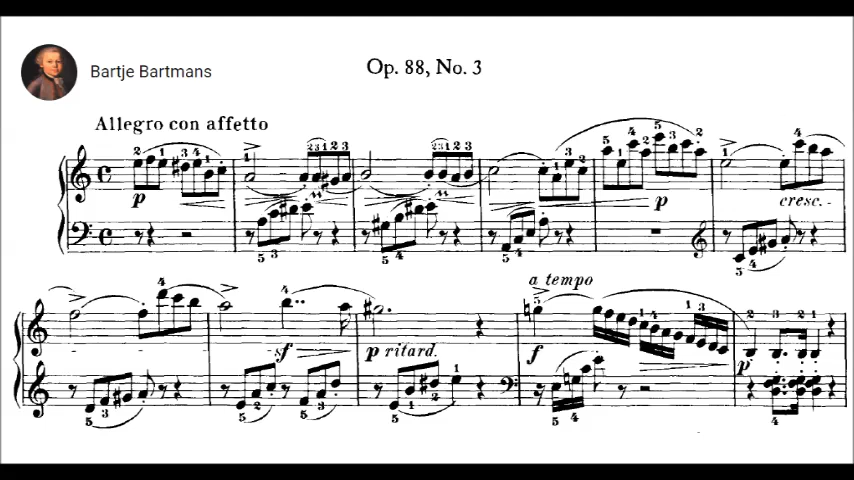 Bartje Bartmans
Op. 88, No. 3
Allegro con affetto
p
p
cresc. -
a tempo
sf
p ritard.
f
p